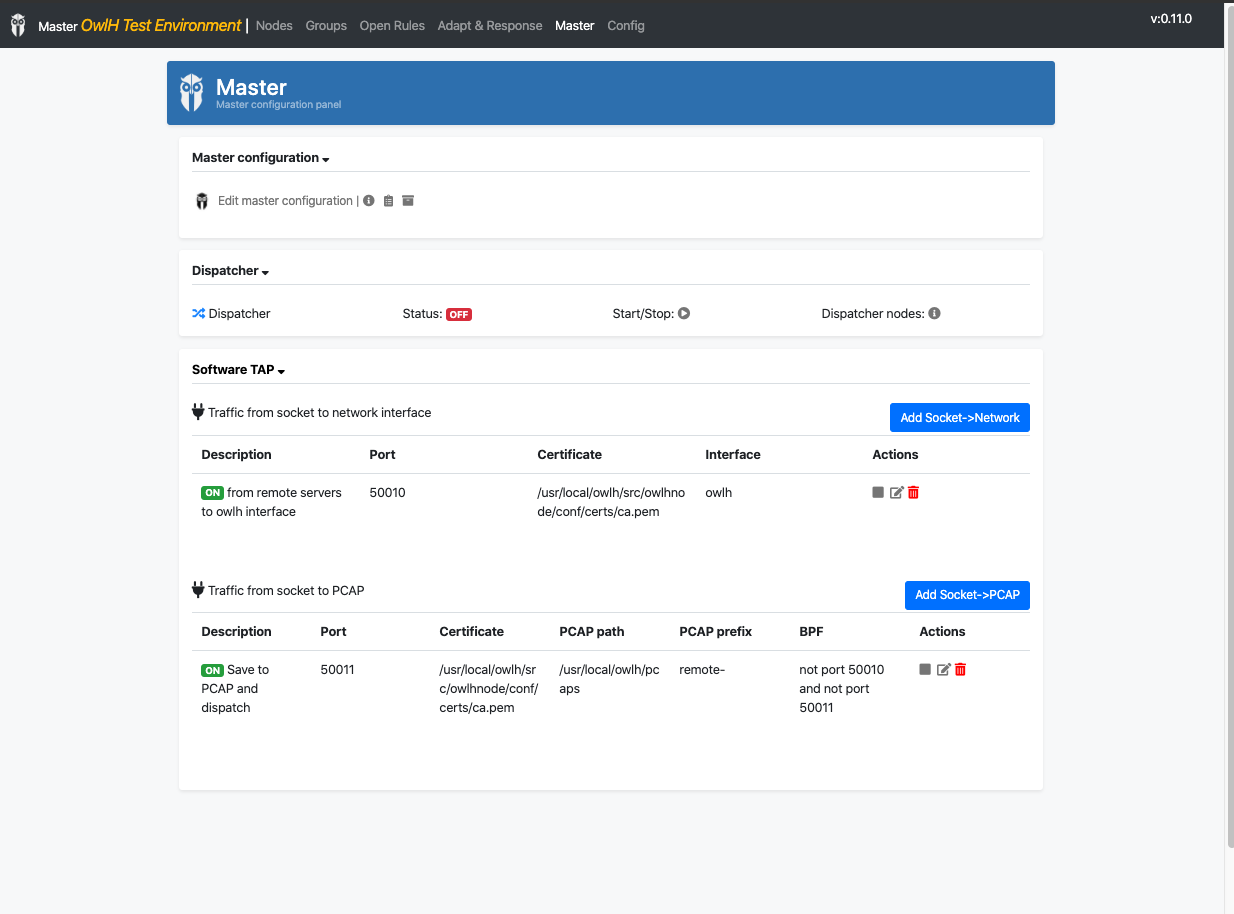 Master OwlH Test Environment | Nodes Groups Open Rules Adapt & Response Master Config v:0.11.0
Master
Master configuration panel
Master configuration
Edit master configuration |
Dispatcher
Dispatcher Status: OFF Start/Stop: Dispatcher nodes:
Software TAP
Traffic from socket to network interface
Add Socket->Network
Description Port Certificate Interface Actions
ON from remote servers 50010 /usr/local/owlh/src/owlhno owlh
to owlh interface de/conf/certs/ca.pem
Traffic from socket to PCAP
Add Socket->PCAP
Description Port Certificate PCAP path PCAP prefix BPF Actions
ON Save to 50011 /usr/local/owlh/sr /usr/local/owlh/pc remote- not port 50010
PCAP and c/owlhnode/conf/ aps and not port
dispatch certs/ca.pem 50011